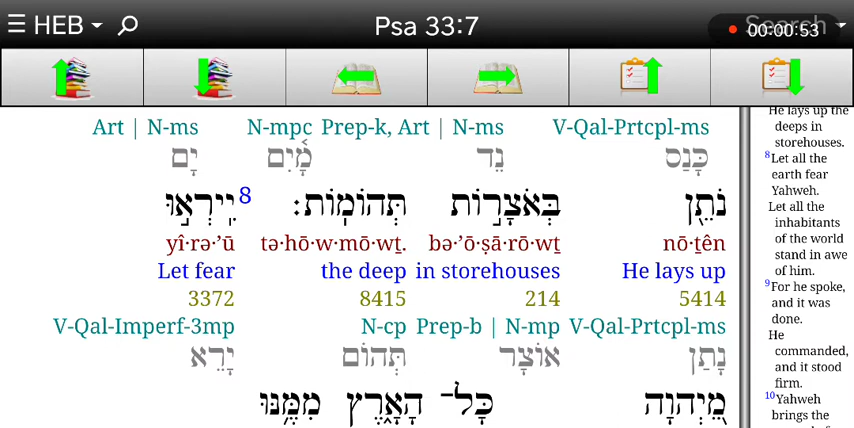 ☰ HEB Psa 33:7 Search 00:00:53
V-Qal-Prtcpl-ms Prep-k, Art | N-ms N-mpc Art | N-ms
כָּנַס נֵד מַ֫יִם יָם
נֹתֵ֖ן בְּאֹצָר֣וֹת תְּהוֹמֽוֹת׃ 8 יִֽירְא֣וּ
nō·ṯên bə·’ō·ṣā·rō·wṯ tə·hō·w·mō·wṯ. yî·rə·’ū
He lays up in storehouses the deep Let fear
5414 214 8415 3372
V-Qal-Prtcpl-ms Prep-b | N-mp N-cp V-Qal-Imperf-3mp
נָתַן אוֹצָר תְּהוֹם יָרֵא
מֵ֭יְהוָה כָּל־ הָאָ֑רֶץ מִמֶּ֥נּוּ
He lays up the
deeps in
storehouses.
8Let all the
earth fear
Yahweh.
Let all the
inhabitants
of the world
stand in awe
of him.
9For he spoke,
and it was
done.
He
commanded,
and it stood
firm.
10Yahweh
brings the